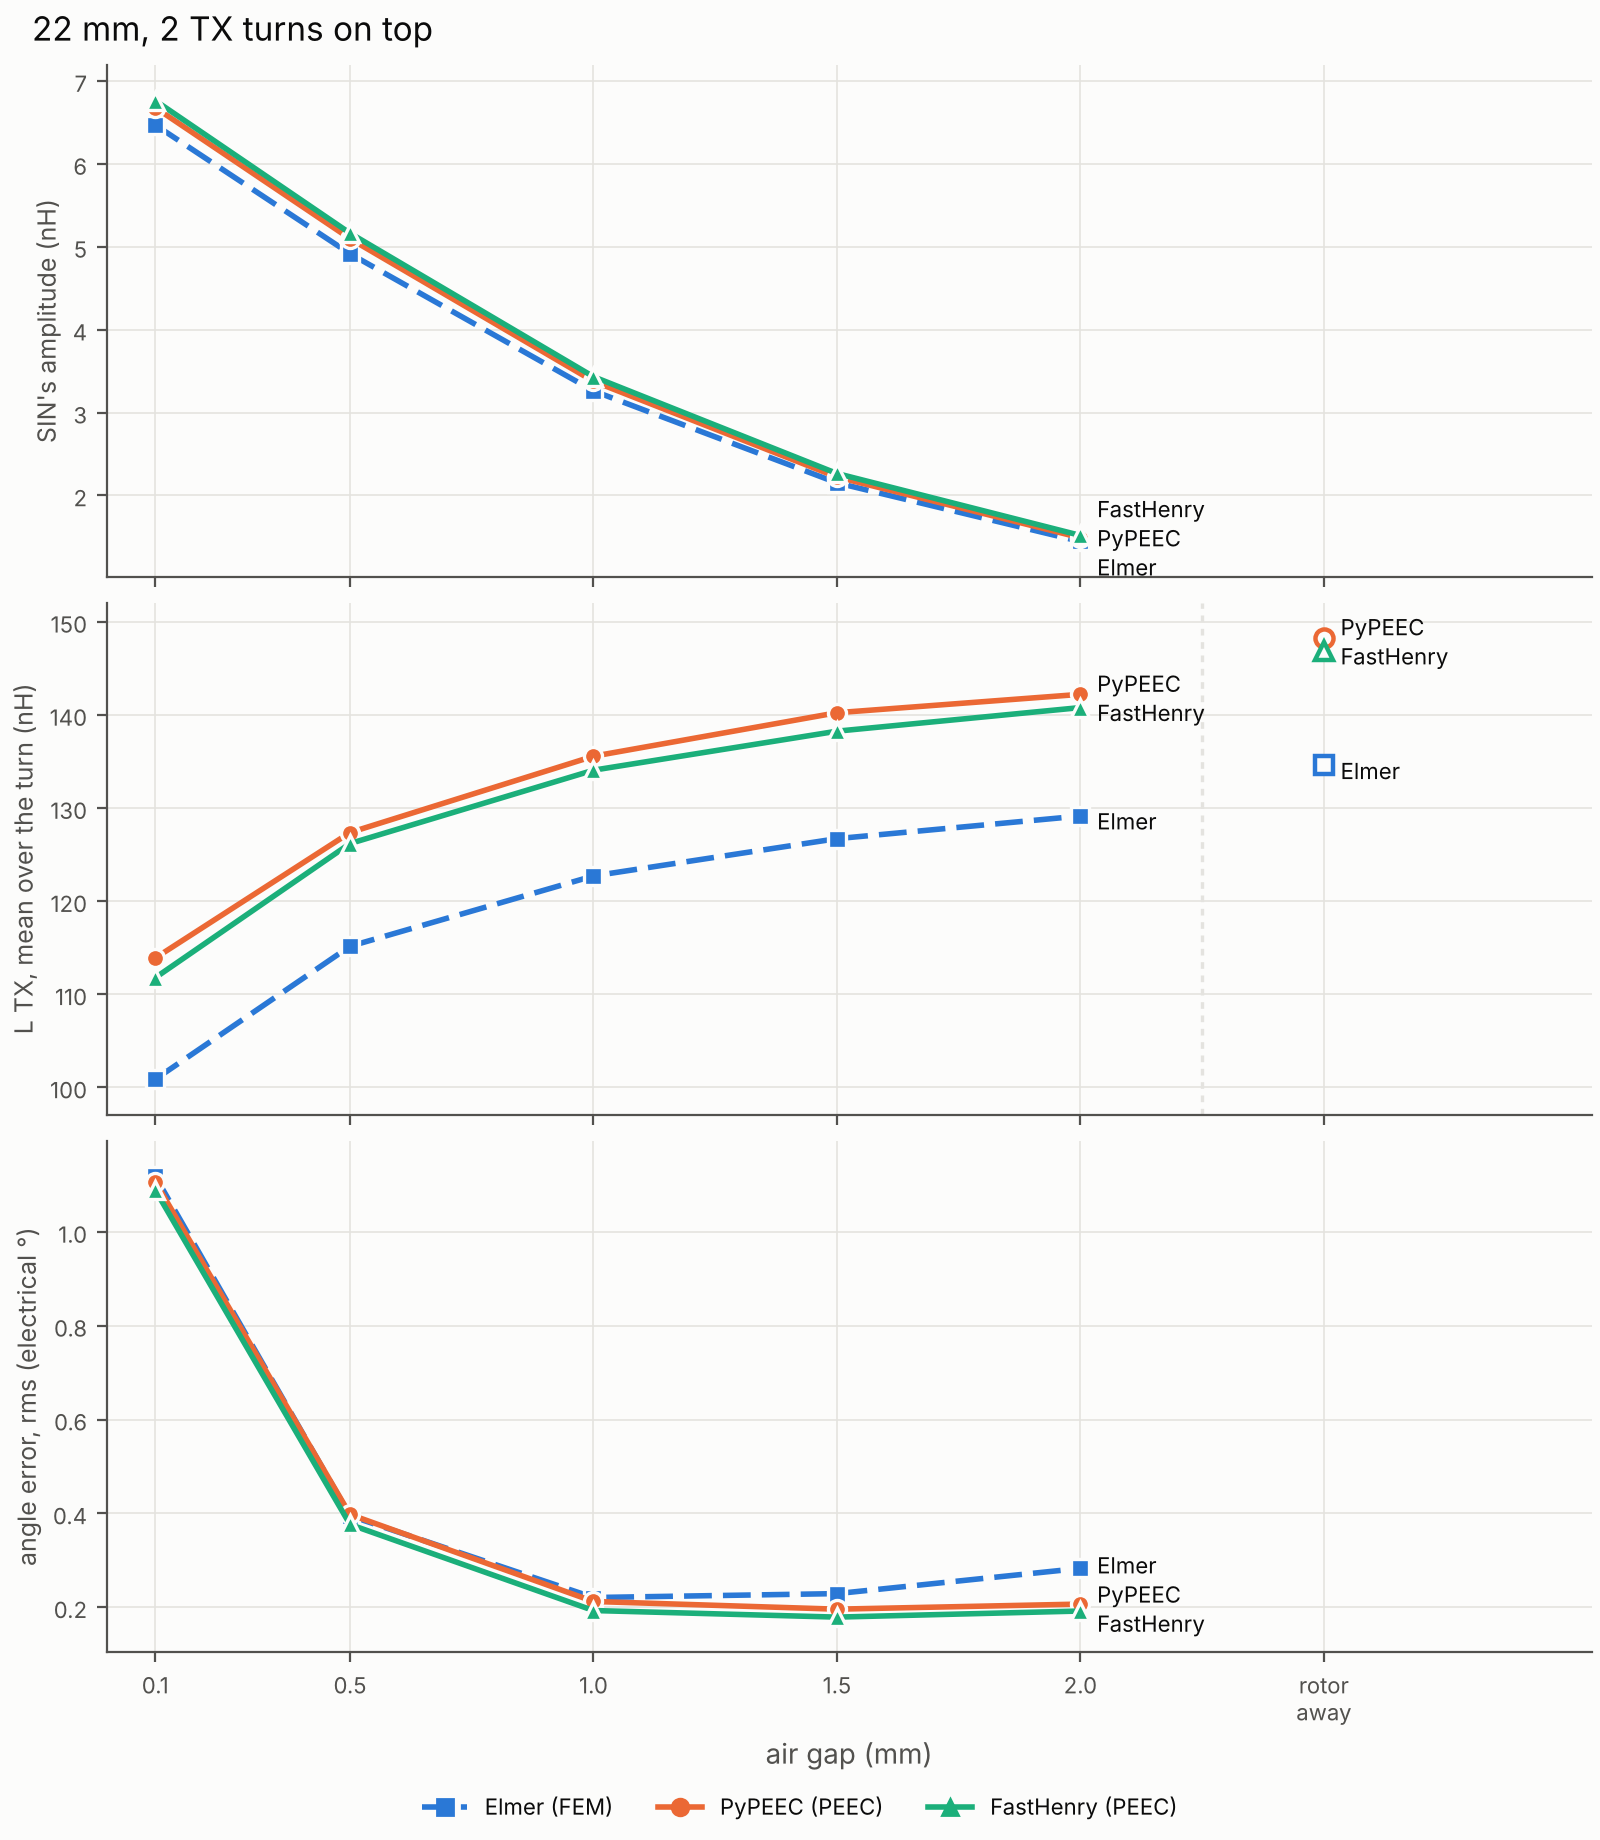 22 mm, 2 TX turns on top
SIN's amplitude (nH)
7
6
5
4
3
2
FastHenry
PyPEEC
Elmer
L TX, mean over the turn (nH)
150
140
130
120
110
100
PyPEEC
FastHenry
Elmer
PyPEEC
FastHenry
Elmer
angle error, rms (electrical °)
1.0
0.8
0.6
0.4
0.2
Elmer
PyPEEC
FastHenry
0.1
0.5
1.0
1.5
2.0
rotor
away
air gap (mm)
Elmer (FEM)
PyPEEC (PEEC)
FastHenry (PEEC)